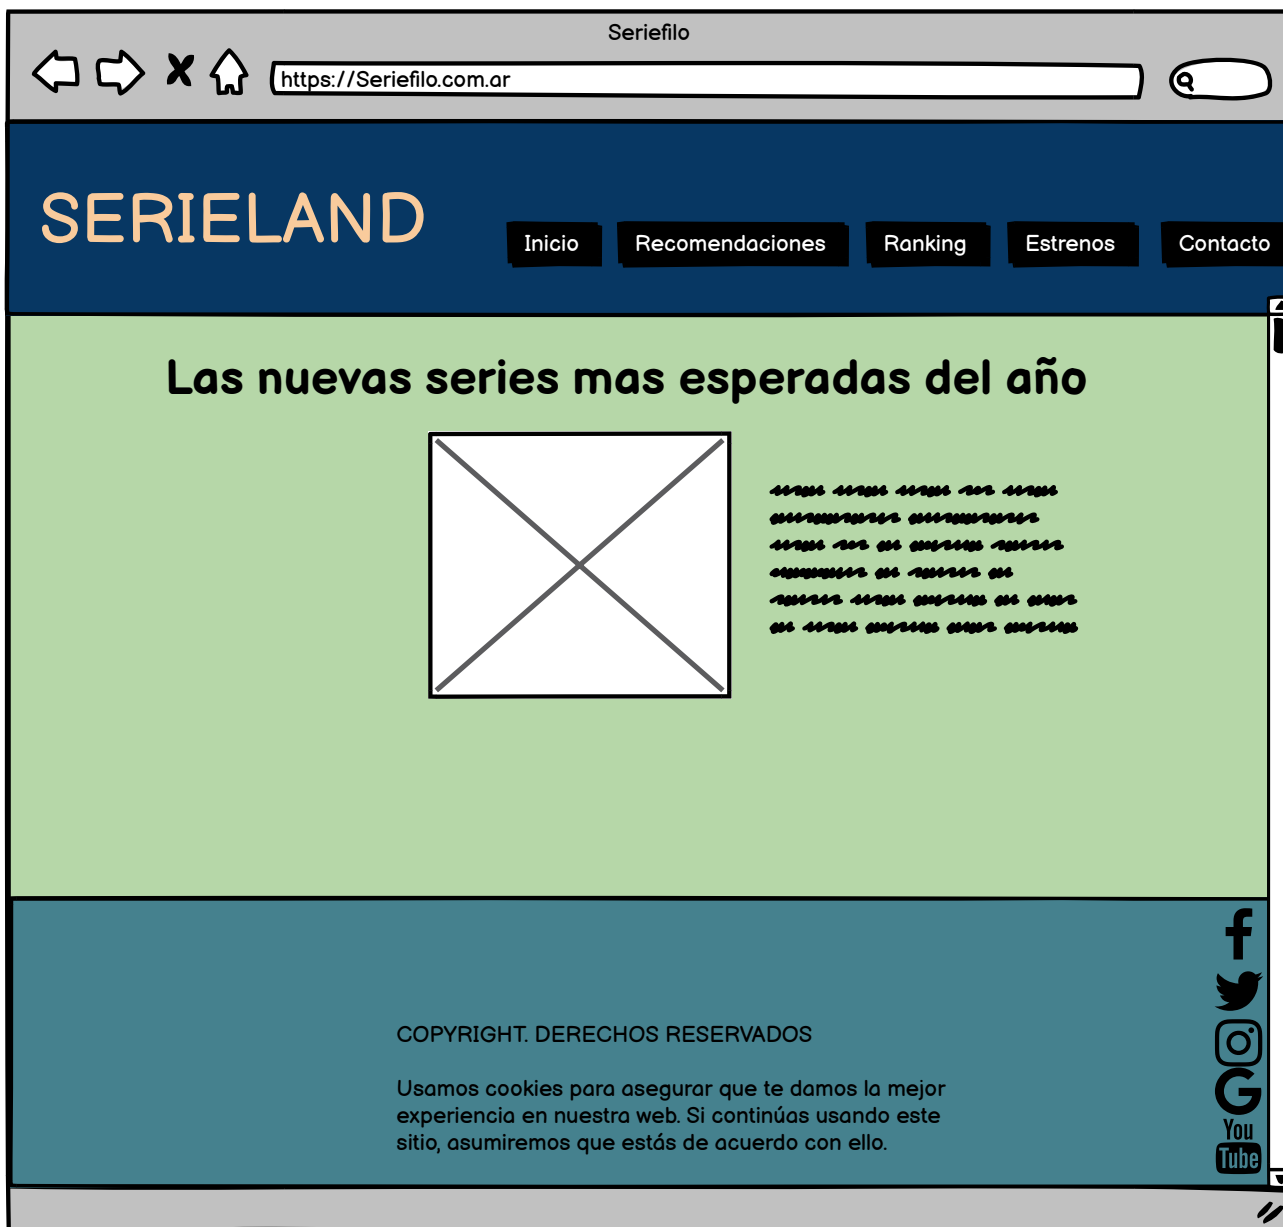 Seriefilo
https://Seriefilo.com.ar
SERIELAND
Inicio
Recomendaciones
Ranking
Estrenos
Contacto
Las nuevas series mas esperadas del año
COPYRIGHT. DERECHOS RESERVADOS
Usamos cookies para asegurar que te damos la mejor
experiencia en nuestra web. Si continúas usando este
sitio, asumiremos que estás de acuerdo con ello.
You
Tube